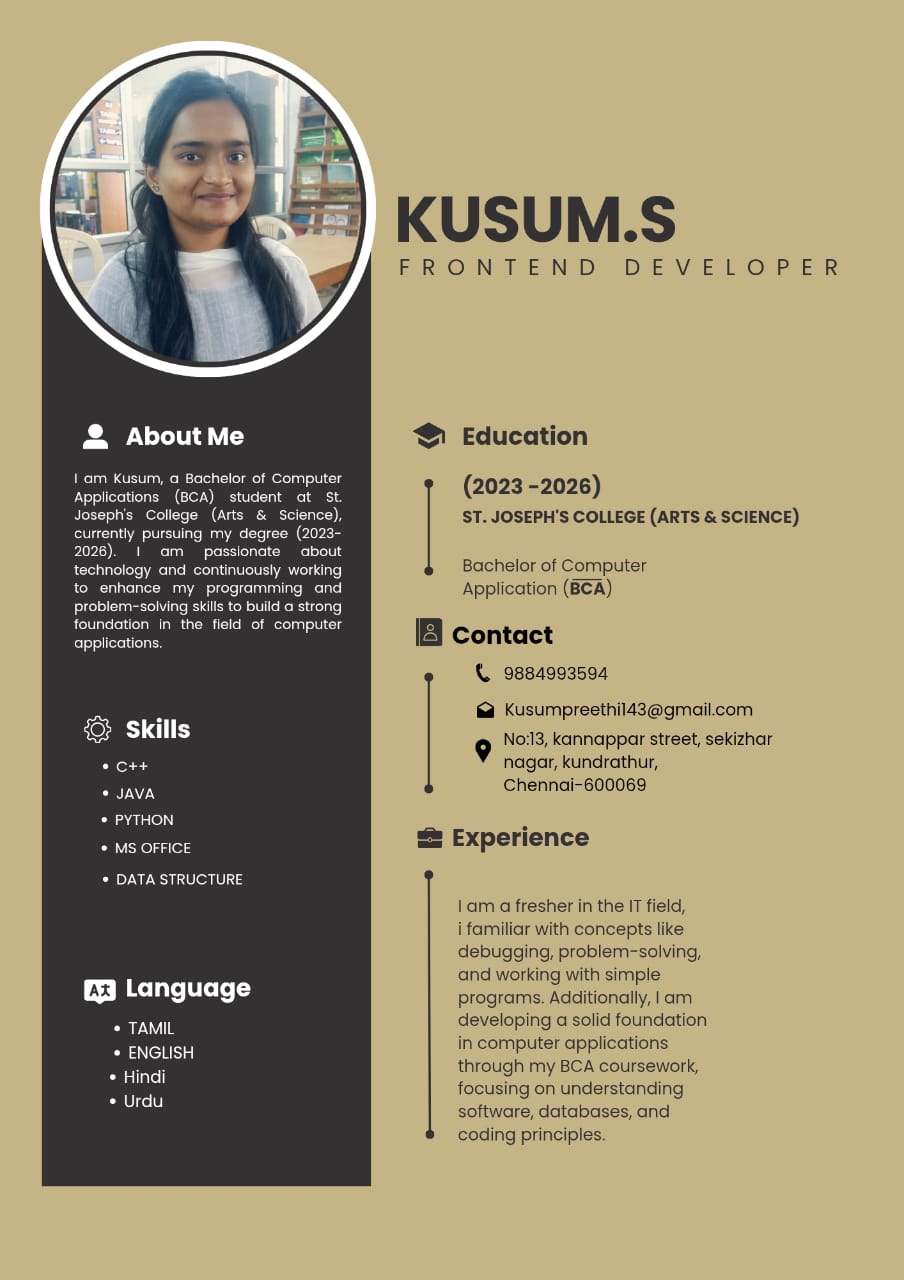 KUSUM.S
FRONTEND DEVELOPER
About Me
I am Kusum, a Bachelor of Computer
Applications (BCA) student at St.
Joseph's College (Arts & Science),
currently pursuing my degree (2023-
2026). I am passionate about
technology and continuously working
to enhance my programming and
problem-solving skills to build a strong
foundation in the field of computer
applications.
Skills
• C++
• JAVA
• PYTHON
• MS OFFICE
• DATA STRUCTURE
Language
• TAMIL
• ENGLISH
• Hindi
• Urdu
Education
(2023 -2026)
ST. JOSEPH'S COLLEGE (ARTS & SCIENCE)
Bachelor of Computer
Application (BCA)
Contact
9884993594
Kusumpreethi143@gmail.com
No:13, kannappar street, sekizhar
nagar, kundrathur,
Chennai-600069
Experience
I am a fresher in the IT field,
i familiar with concepts like
debugging, problem-solving,
and working with simple
programs. Additionally, I am
developing a solid foundation
in computer applications
through my BCA coursework,
focusing on understanding
software, databases, and
coding principles.